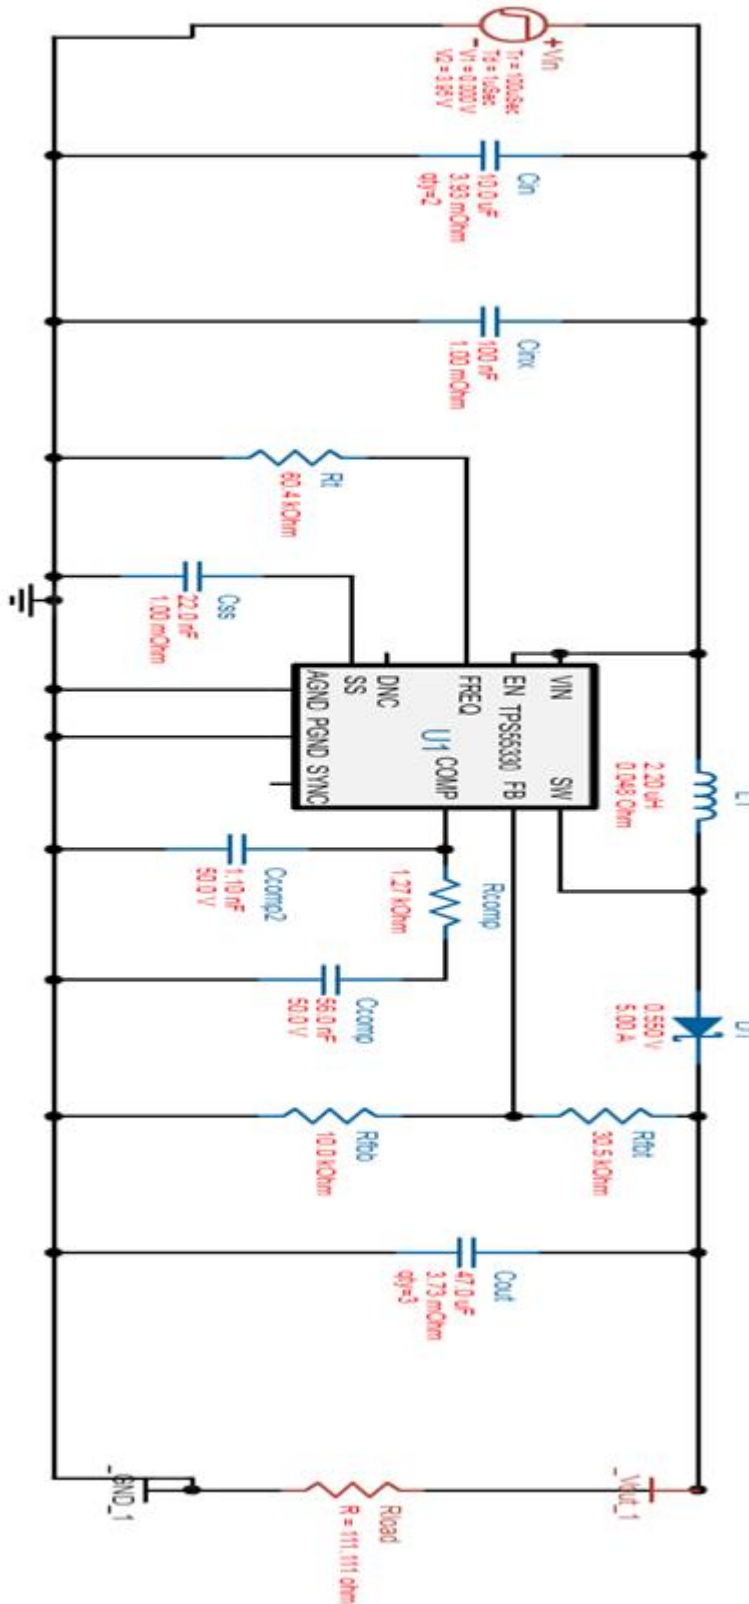 Vin
Tr = 100uSec
Td = 1uSec
V1 = 0.000 V
V2 = 3.95 V
Cin
10.0 uF
3.93 mOhm
qty=2
Cinx
100 nF
1.00 mOhm
Rt
60.4 kOhm
Css
22.0 nF
1.00 mOhm
VIN
EN
FREQ
DNC
SS
TPS55330
U1
AGND PGND SYNC
COMP
FB
SW
L1
2.20 uH
0.048 Ohm
Rcomp
1.27 kOhm
Ccomp2
1.10 nF
50.0 V
Ccomp
56.0 nF
50.0 V
D1
0.550 V
5.00 A
Rfbt
30.5 kOhm
Rfbb
10.0 kOhm
Cout
47.0 uF
3.73 mOhm
qty=3
_Vout_1
Rload
R = 111.111 ohm
_GND_1